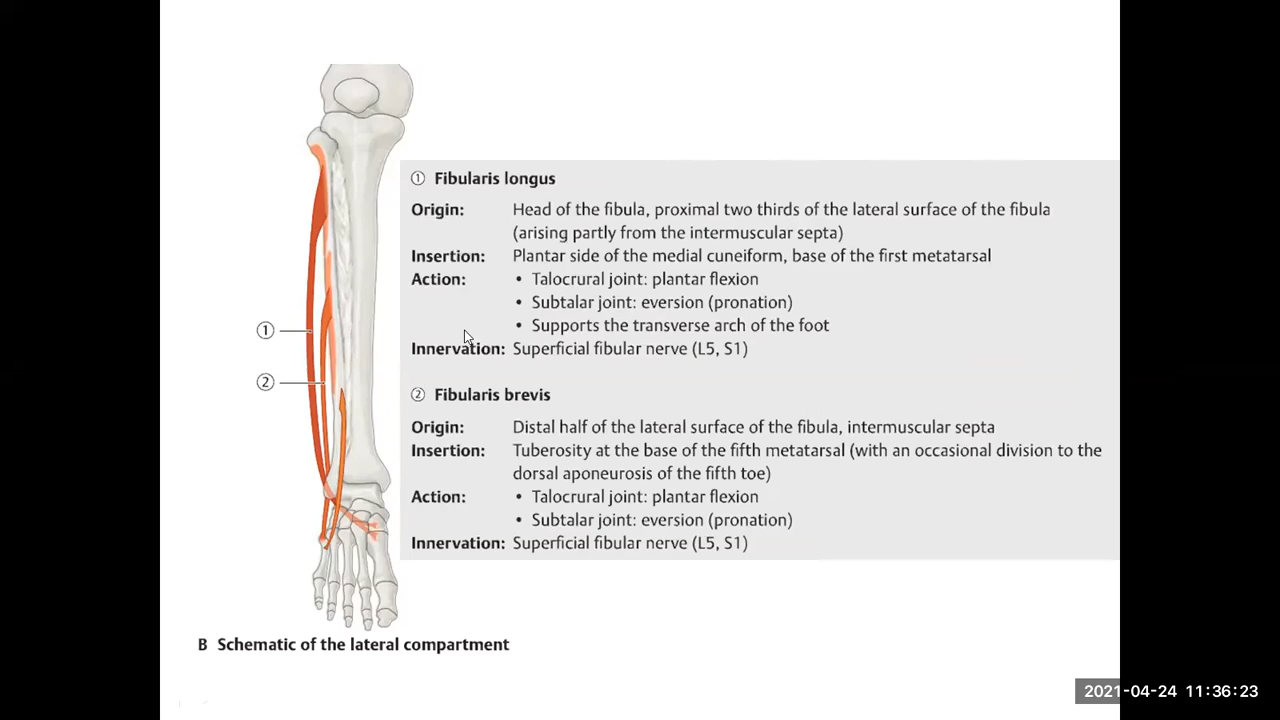 ① Fibularis longus
Origin: Head of the fibula, proximal two thirds of the lateral surface of the fibula
(arising partly from the intermuscular septa)
Insertion: Plantar side of the medial cuneiform, base of the first metatarsal
Action: • Talocrural joint: plantar flexion
• Subtalar joint: eversion (pronation)
• Supports the transverse arch of the foot
Innervation: Superficial fibular nerve (L5, S1)
①
②
② Fibularis brevis
Origin: Distal half of the lateral surface of the fibula, intermuscular septa
Insertion: Tuberosity at the base of the fifth metatarsal (with an occasional division to the
dorsal aponeurosis of the fifth toe)
Action: • Talocrural joint: plantar flexion
• Subtalar joint: eversion (pronation)
Innervation: Superficial fibular nerve (L5, S1)
B Schematic of the lateral compartment
2021-04-24 11:36:23